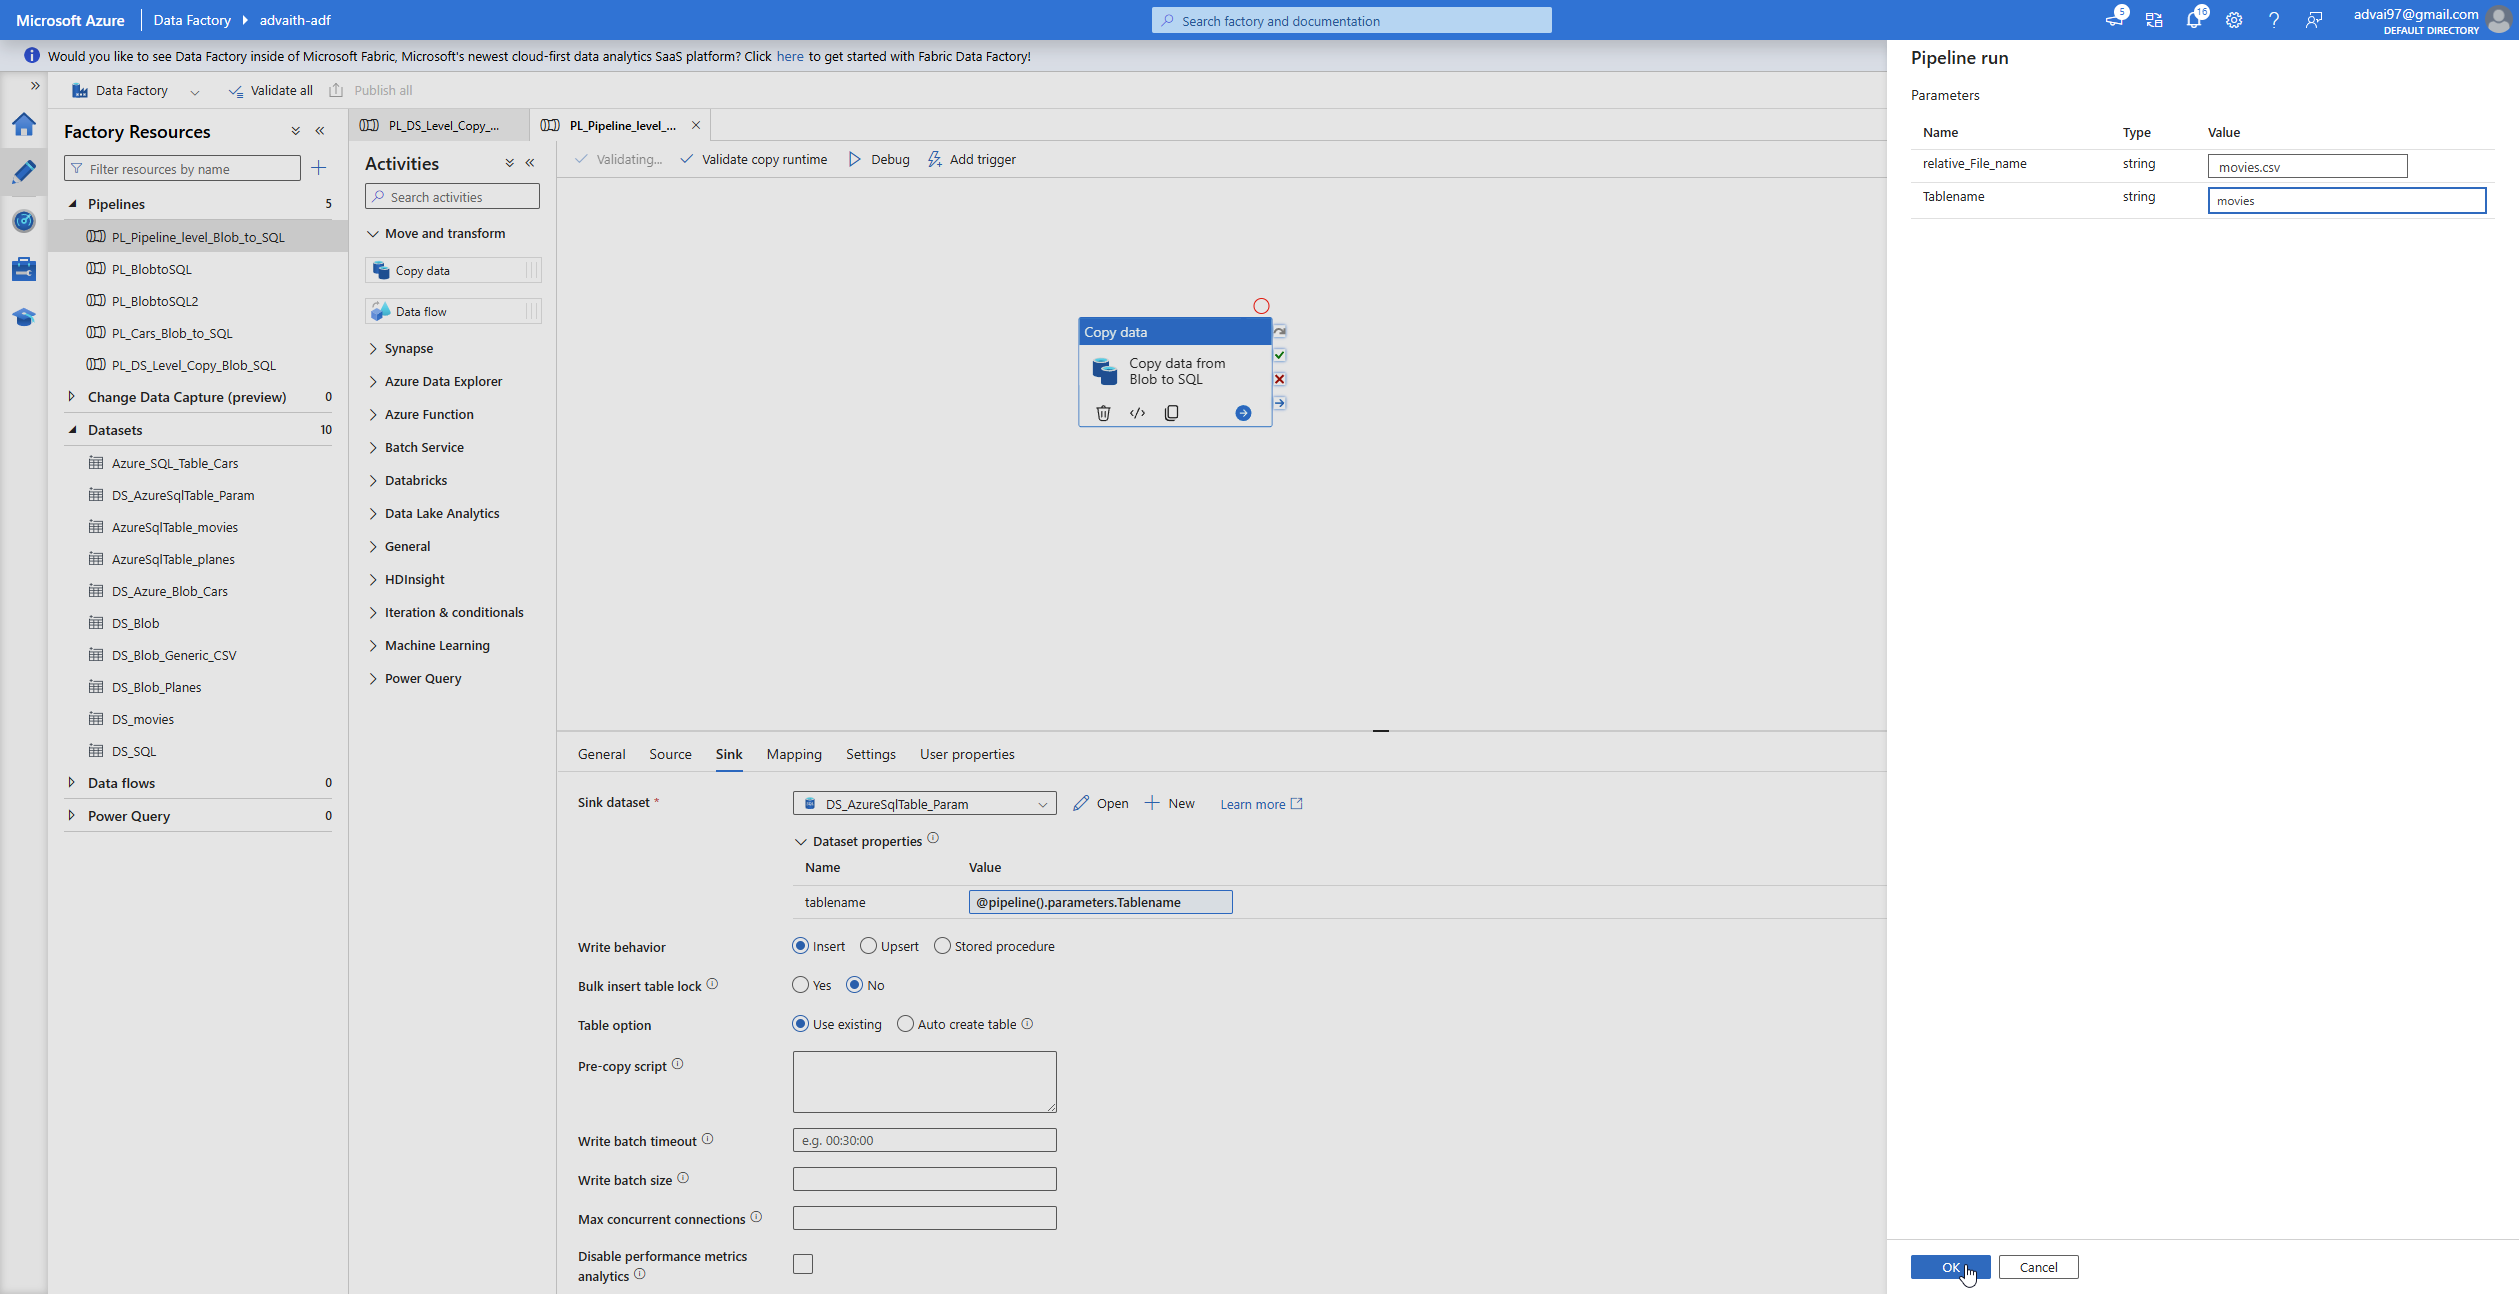 Microsoft Azure
Data Factory
advaith-adf
Search factory and documentation
5
16
advai97@gmail.com
DEFAULT DIRECTORY
Would you like to see Data Factory inside of Microsoft Fabric, Microsoft's newest cloud-first data analytics SaaS platform? Click here to get started with Fabric Data Factory!
Data Factory
Validate all
Publish all
Factory Resources
Filter resources by name
Pipelines 5
PL_Pipeline_level_Blob_to_SQL
PL_BlobtoSQL
PL_BlobtoSQL2
PL_Cars_Blob_to_SQL
PL_DS_Level_Copy_Blob_SQL
Change Data Capture (preview) 0
Datasets 10
Azure_SQL_Table_Cars
DS_AzureSqlTable_Param
AzureSqlTable_movies
AzureSqlTable_planes
DS_Azure_Blob_Cars
DS_Blob
DS_Blob_Generic_CSV
DS_Blob_Planes
DS_movies
DS_SQL
Data flows 0
Power Query 0
PL_DS_Level_Copy_...
PL_Pipeline_level_...
Activities
Search activities
Move and transform
Copy data
Data flow
Synapse
Azure Data Explorer
Azure Function
Batch Service
Databricks
Data Lake Analytics
General
HDInsight
Iteration & conditionals
Machine Learning
Power Query
Validating...
Validate copy runtime
Debug
Add trigger
Copy data
Copy data from
Blob to SQL
General
Source
Sink
Mapping
Settings
User properties
Sink dataset *
DS_AzureSqlTable_Param
Open
New
Learn more
Dataset properties
Name Value
tablename @pipeline().parameters.Tablename
Write behavior
Insert Upsert Stored procedure
Bulk insert table lock
Yes No
Table option
Use existing Auto create table
Pre-copy script
Write batch timeout
e.g. 00:30:00
Write batch size
Max concurrent connections
Disable performance metrics
analytics
Pipeline run
Parameters
Name Type Value
relative_File_name string movies.csv
Tablename string movies
OK
Cancel